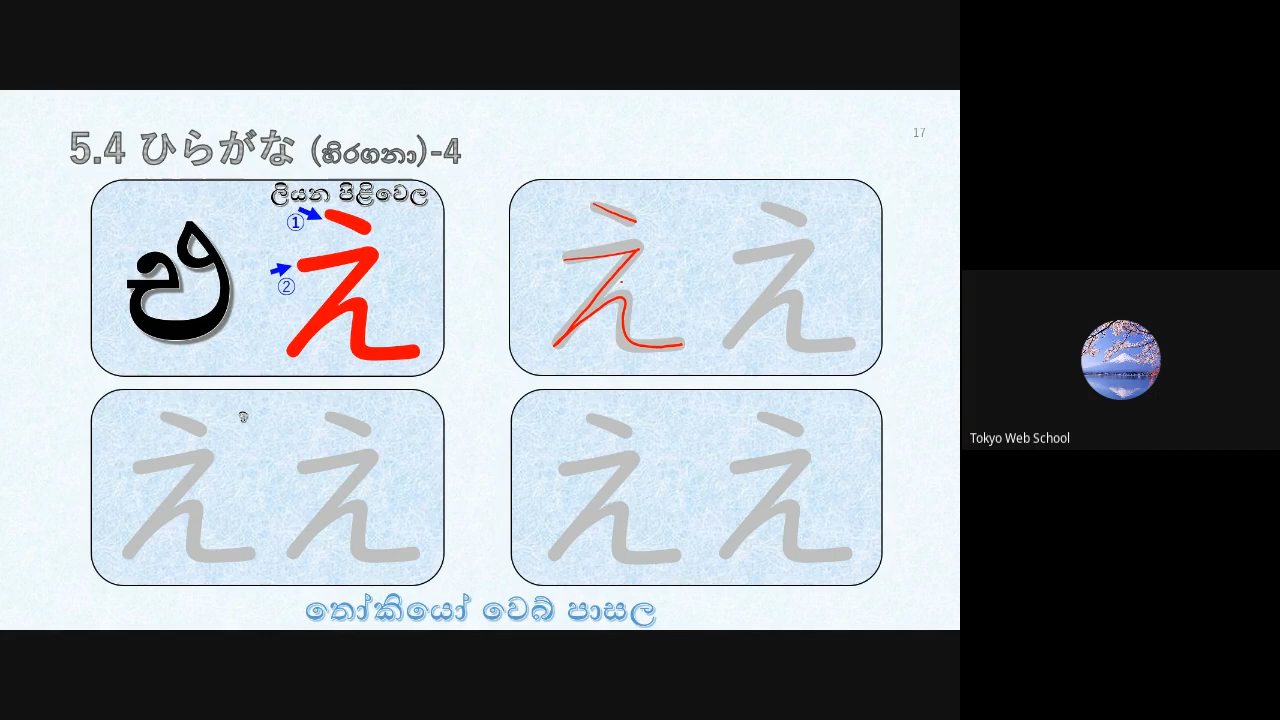 5.4 ひらがな (හිරගනා)-4
17
ලියන පිළිවෙල
එ
① え
②
え え
え え
え え
තෝකියෝ වෙබ් පාසල
Tokyo Web School